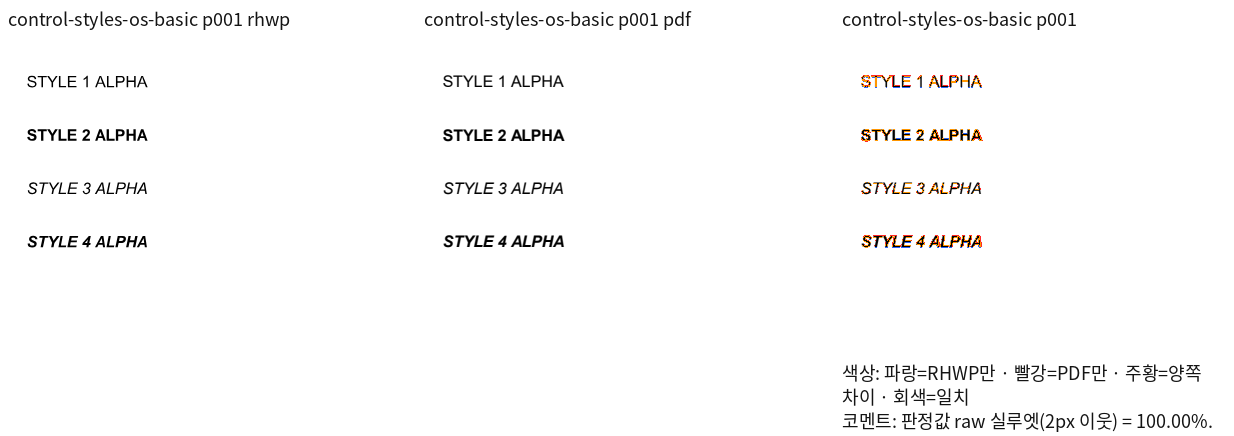 control-styles-os-basic p001 rhwp
STYLE 1 ALPHA
STYLE 2 ALPHA
STYLE 3 ALPHA
STYLE 4 ALPHA
control-styles-os-basic p001 pdf
STYLE 1 ALPHA
STYLE 2 ALPHA
STYLE 3 ALPHA
STYLE 4 ALPHA
control-styles-os-basic p001
STYLE 1 ALPHA
STYLE 2 ALPHA
STYLE 3 ALPHA
STYLE 4 ALPHA
색상: 파랑=RHWP만 · 빨강=PDF만 · 주황=양쪽
차이 · 회색=일치
코멘트: 판정값 raw 실루엣(2px 이웃) = 100.00%.